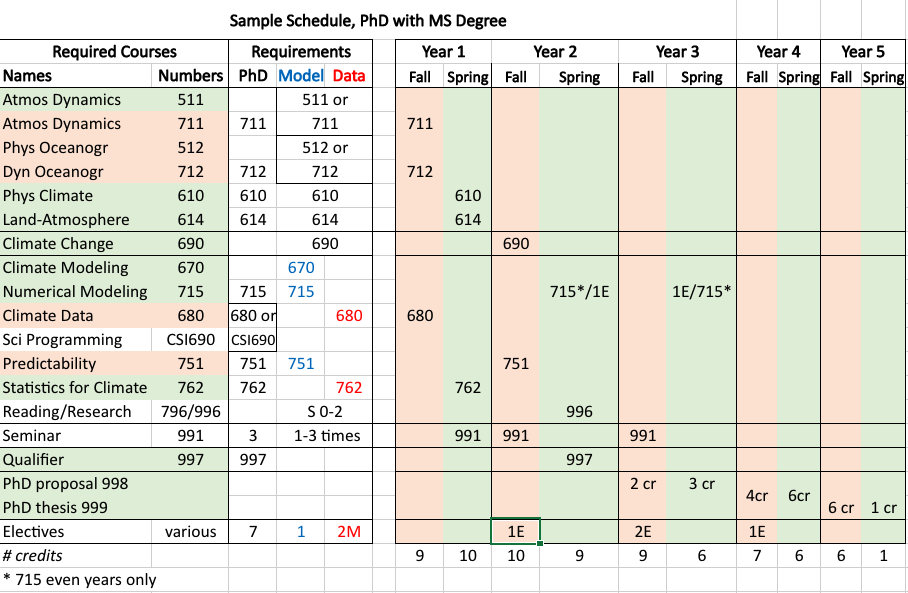 Sample Schedule, PhD with MS Degree
Required Courses Requirements Year 1 Year 2 Year 3 Year 4 Year 5
Names Numbers PhD Model Data Fall Spring Fall Spring Fall Spring Fall Spring Fall Spring
Atmos Dynamics 511 511 or
Atmos Dynamics 711 711 711 711
Phys Oceanogr 512 512 or
Dyn Oceanogr 712 712 712 712
Phys Climate 610 610 610 610
Land-Atmosphere 614 614 614 614
Climate Change 690 690 690
Climate Modeling 670 670
Numerical Modeling 715 715 715 715*/1E 1E/715*
Climate Data 680 680 or 680 680
Sci Programming CSI690 CSI690
Predictability 751 751 751 751
Statistics for Climate 762 762 762 762
Reading/Research 796/996 S 0-2 996
Seminar 991 3 1-3 times 991 991 991
Qualifier 997 997 997
PhD proposal 998 2 cr 3 cr
4cr 6cr
PhD thesis 999 6 cr 1 cr
Electives various 7 1 2M 1E 2E 1E
# credits 9 10 10 9 9 6 7 6 6 1
* 715 even years only